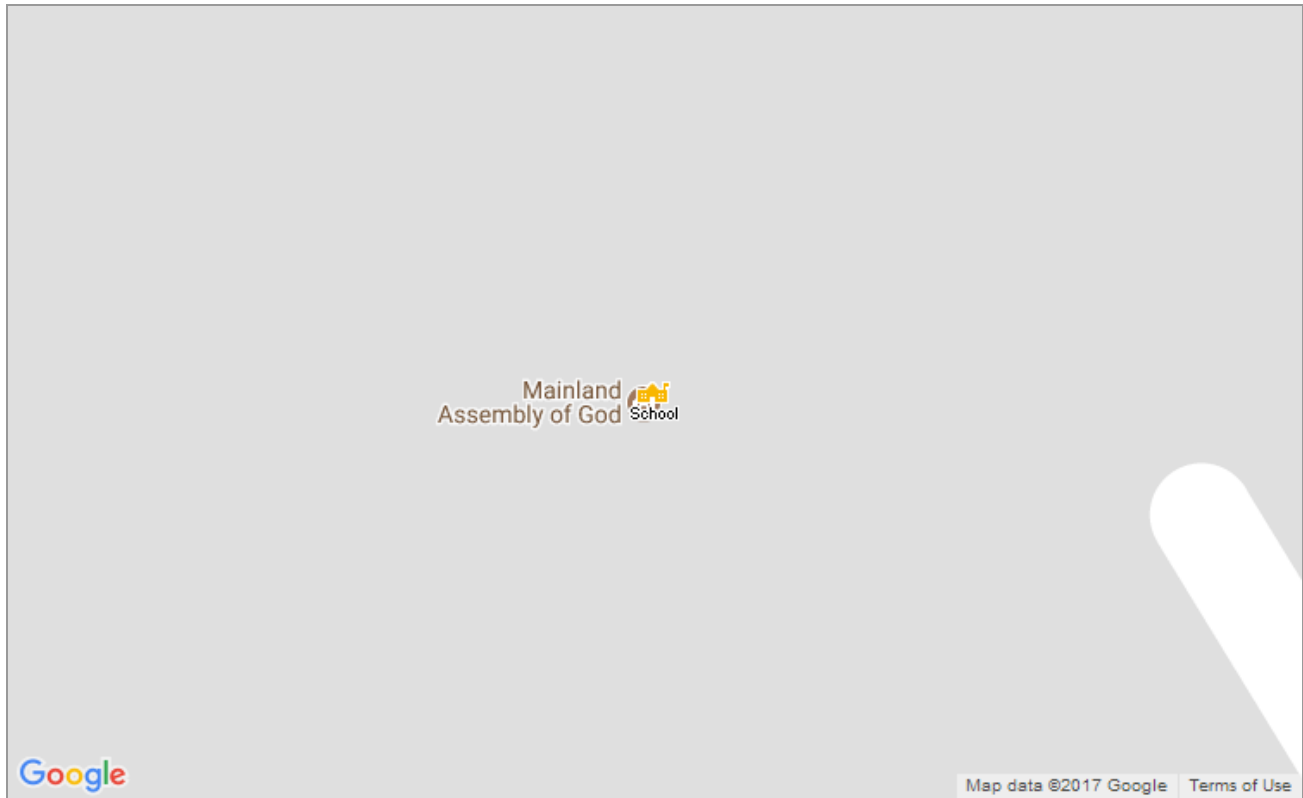 Mainland
Assembly of God
School
Google
Map data ©2017 Google
Terms of Use